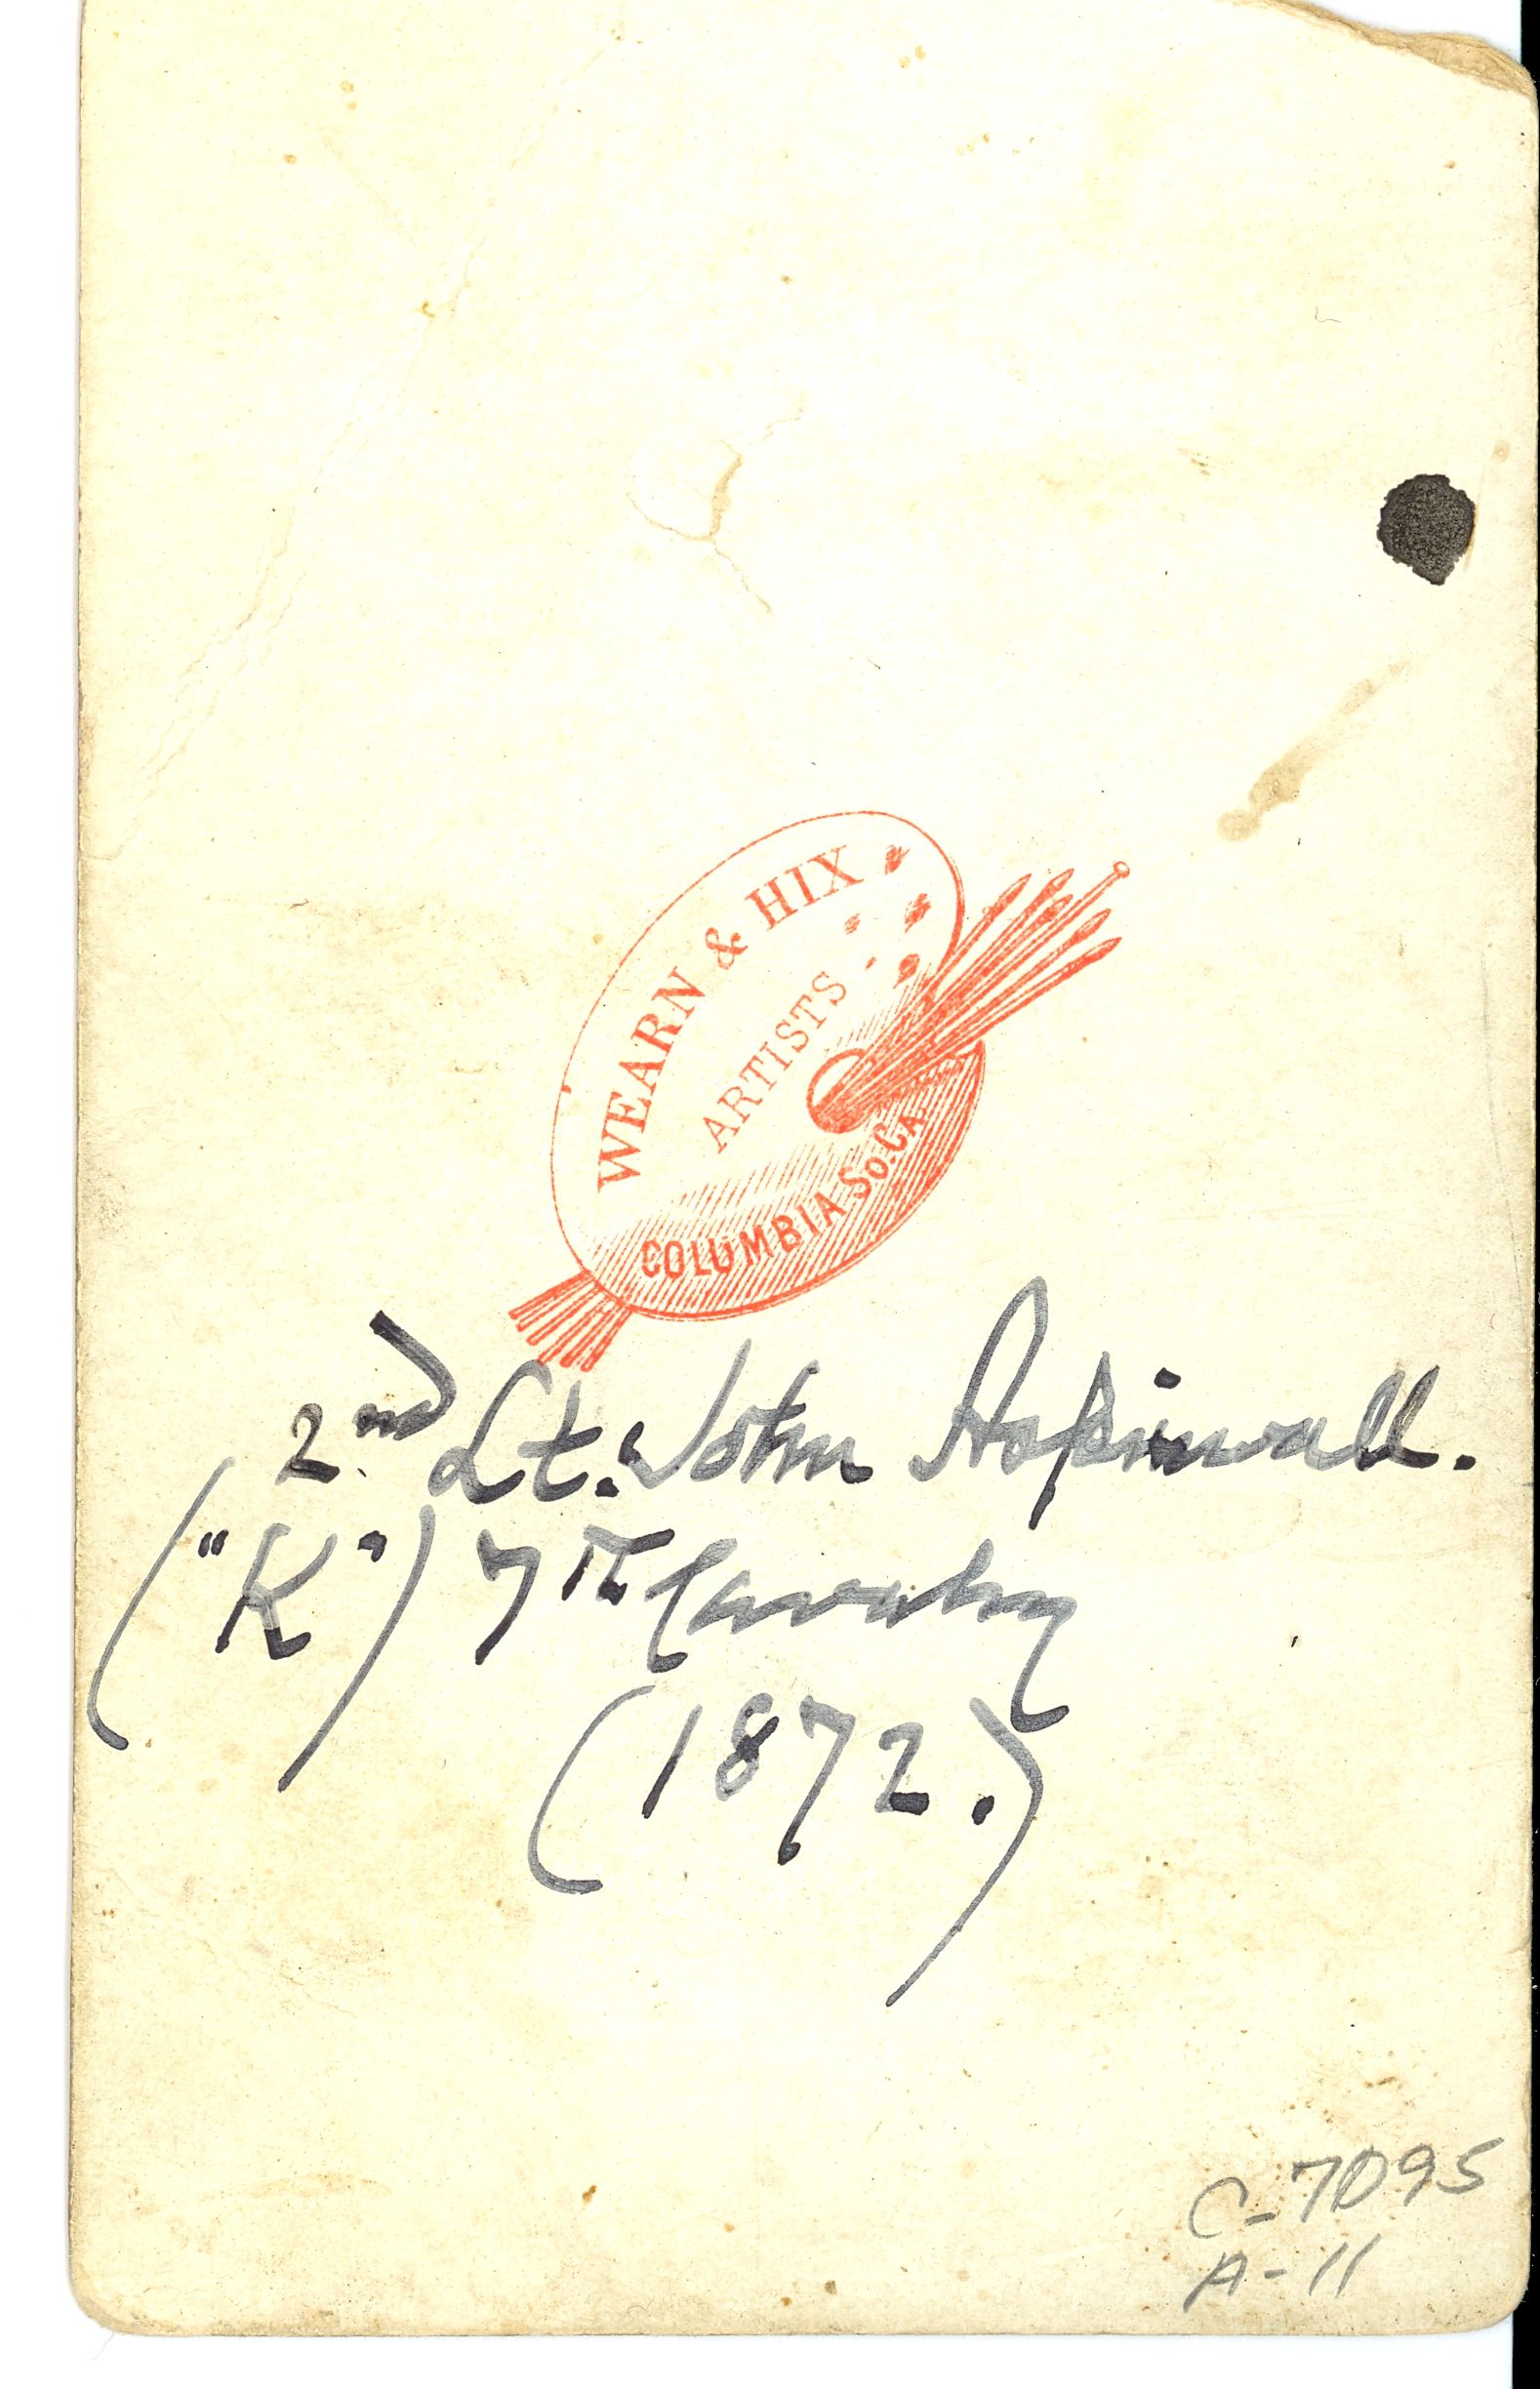 WEARN & HIX
ARTISTS
COLUMBIA So. CA.
2nd Lt. John Aspinwall.
("K") 7th Cavalry
(1872.)
C-7095
A-11